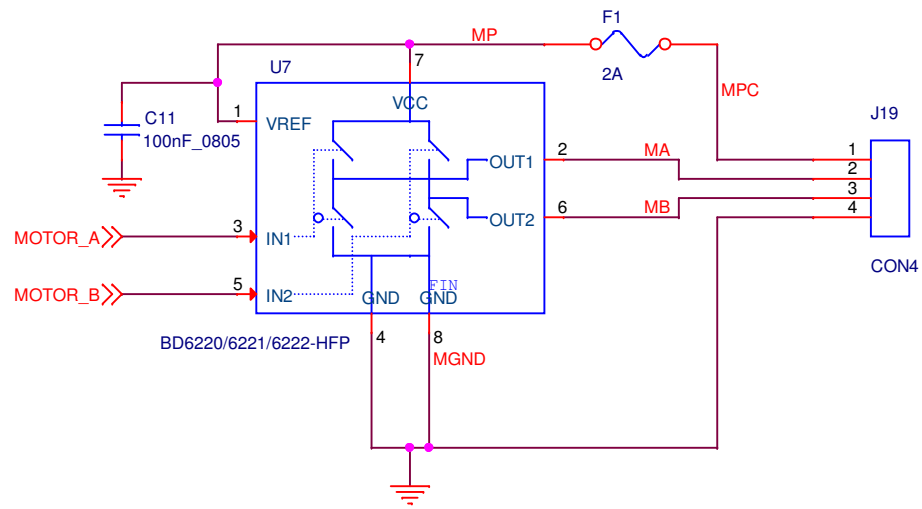 F1
MP
2A
7
U7
VCC
MPC
C11
100nF_0805
1
VREF
J19
OUT1
2
MA
1
2
3
4
OUT2
6
MB
MOTOR_A
3
IN1
MOTOR_B
5
IN2
GND
FIN
GND
CON4
BD6220/6221/6222-HFP
4
8
MGND